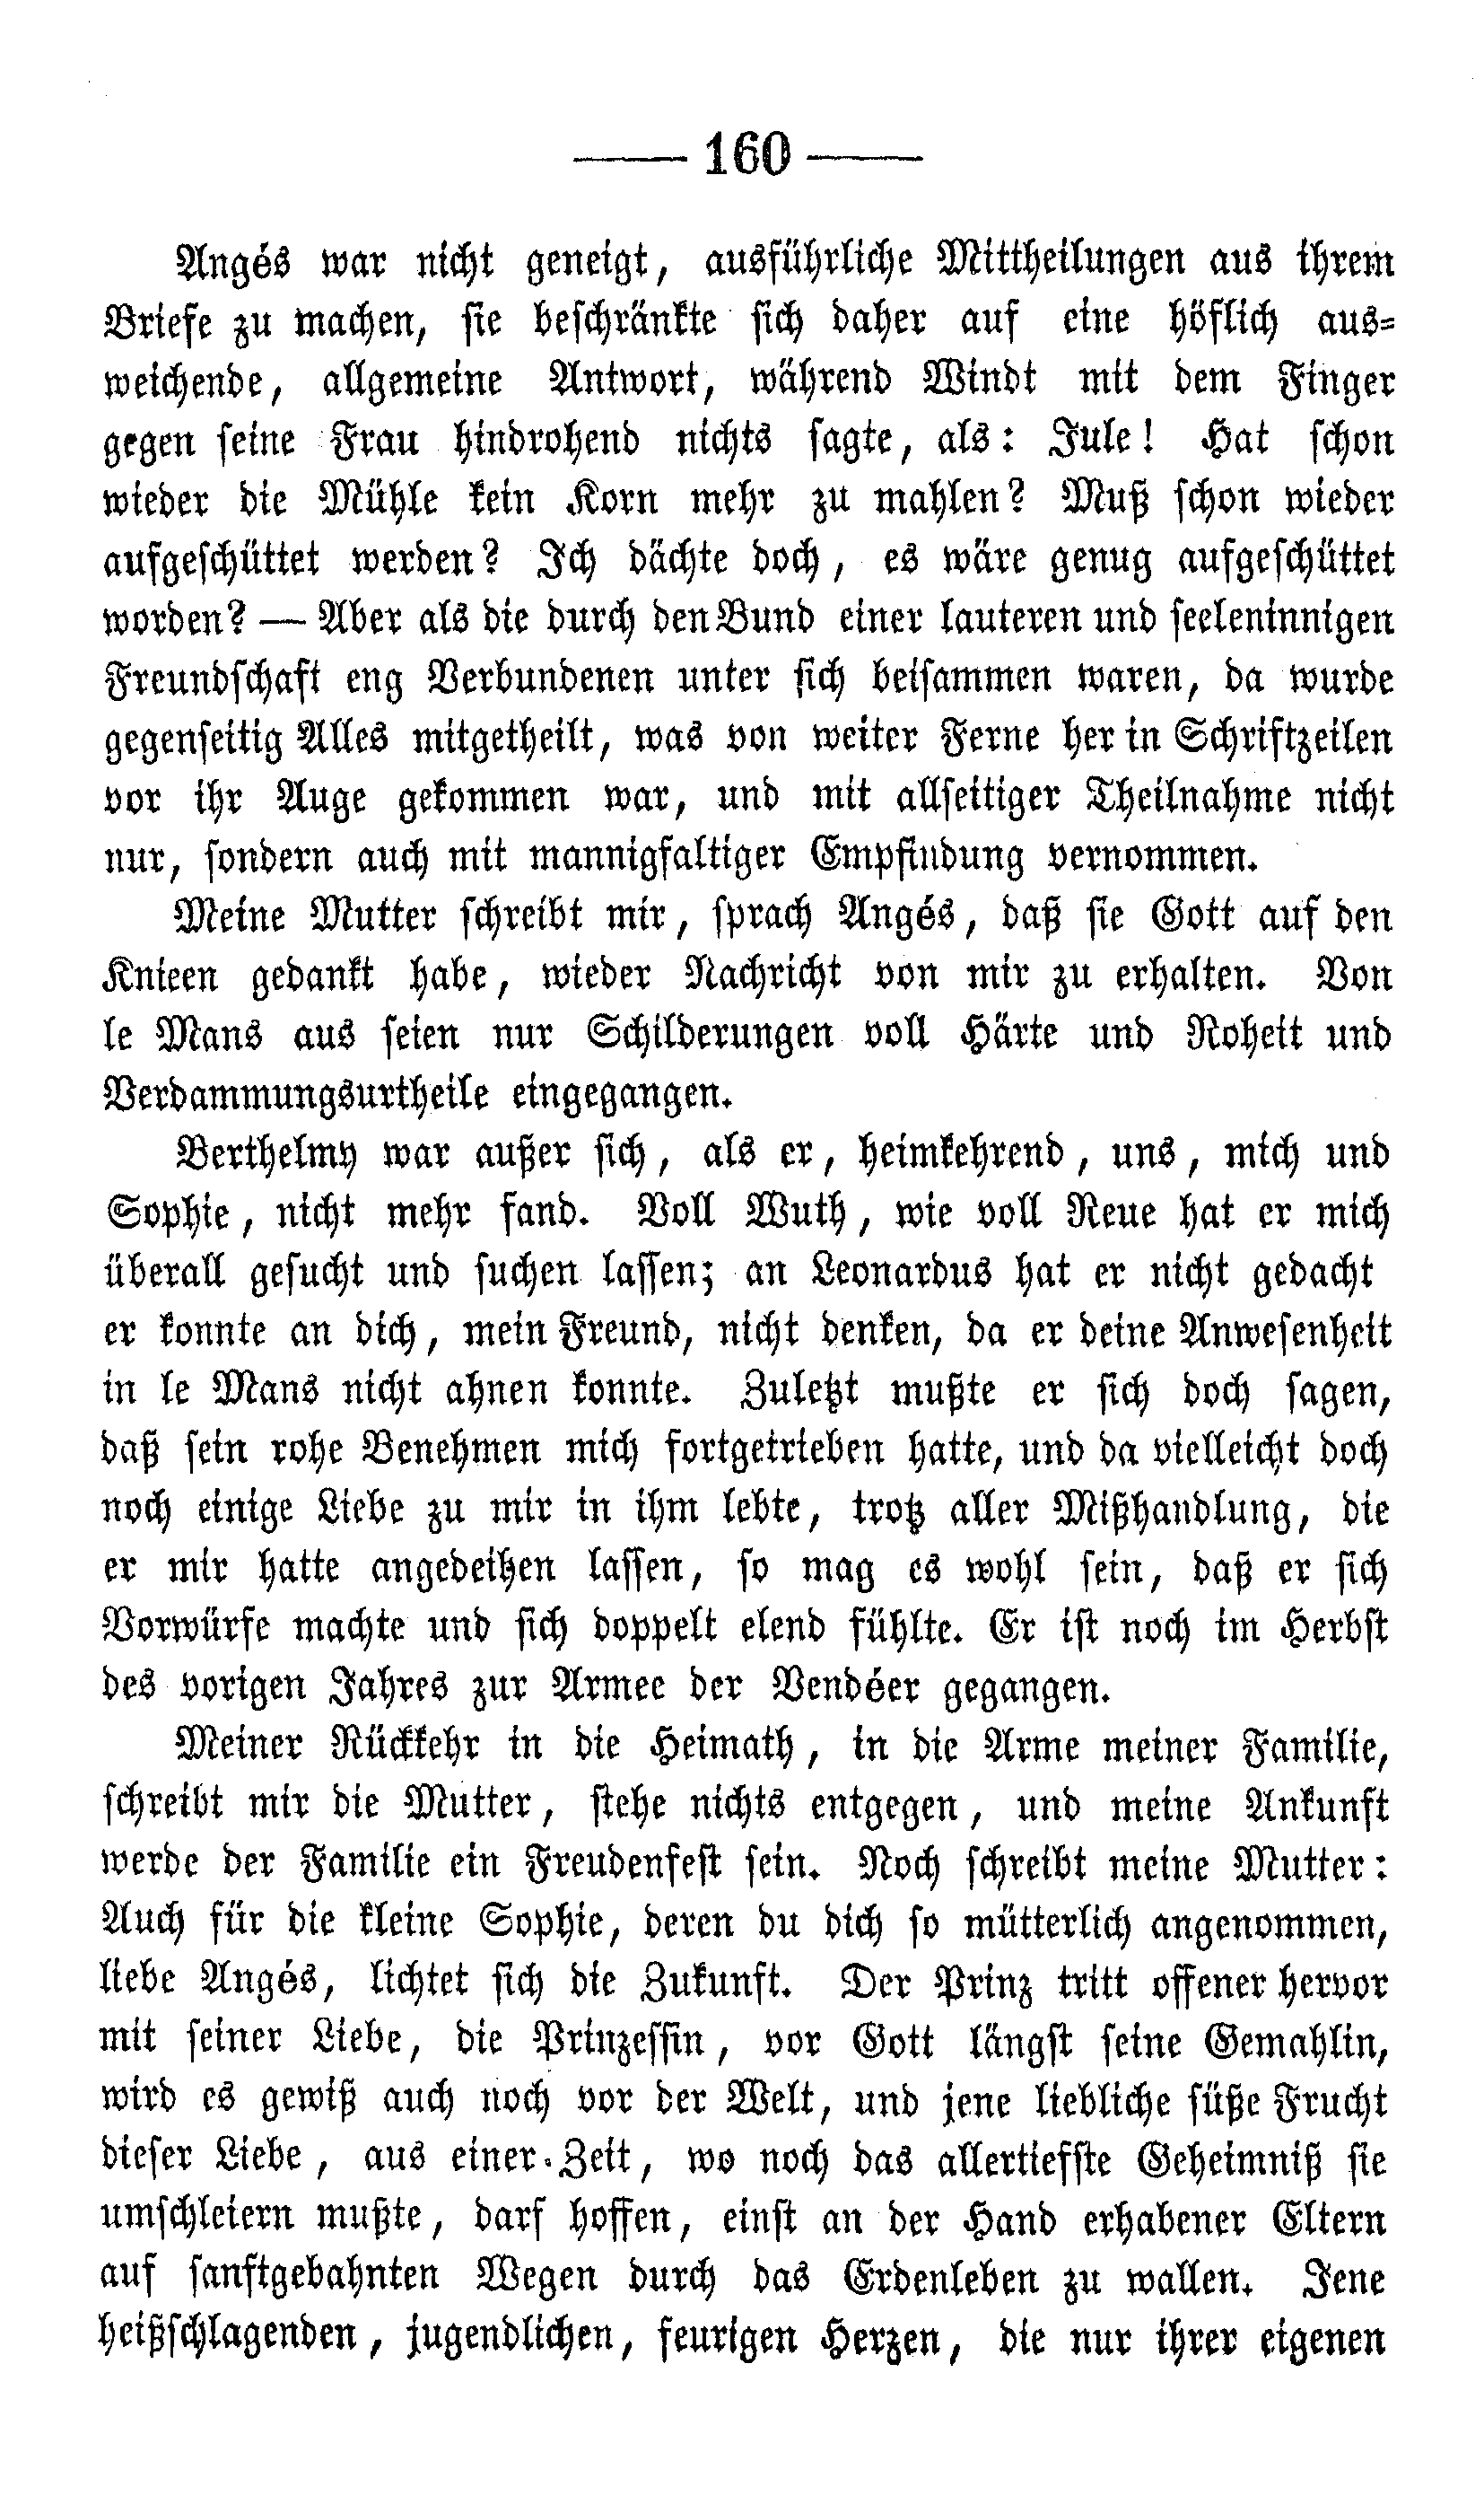 —— 160 ——
Angés war nicht geneigt, ausführliche Mittheilungen aus ihrem
Briefe zu machen, sie beschränkte sich daher auf eine höflich aus-
weichende, allgemeine Antwort, während Windt mit dem Finger
gegen seine Frau hindrohend nichts sagte, als: Jule! Hat schon
wieder die Mühle kein Korn mehr zu mahlen? Muß schon wieder
aufgeschüttet werden? Ich dächte doch, es wäre genug aufgeschüttet
worden? — Aber als die durch den Bund einer lauteren und seeleninnigen
Freundschaft eng Verbundenen unter sich beisammen waren, da wurde
gegenseitig Alles mitgetheilt, was von weiter Ferne her in Schriftzeilen
vor ihr Auge gekommen war, und mit allseitiger Theilnahme nicht
nur, sondern auch mit mannigfaltiger Empfindung vernommen.
Meine Mutter schreibt mir, sprach Angés, daß sie Gott auf den
Knieen gedankt habe, wieder Nachricht von mir zu erhalten. Von
le Mans aus seien nur Schilderungen voll Härte und Roheit und
Verdammungsurtheile eingegangen.
Berthelmy war außer sich, als er, heimkehrend, uns, mich und
Sophie, nicht mehr fand. Voll Wuth, wie voll Reue hat er mich
überall gesucht und suchen lassen; an Leonardus hat er nicht gedacht
er konnte an dich, mein Freund, nicht denken, da er deine Anwesenheit
in le Mans nicht ahnen konnte. Zuletzt mußte er sich doch sagen,
daß sein rohe Benehmen mich fortgetrieben hatte, und da vielleicht doch
noch einige Liebe zu mir in ihm lebte, trotz aller Mißhandlung, die
er mir hatte angedeihen lassen, so mag es wohl sein, daß er sich
Vorwürfe machte und sich doppelt elend fühlte. Er ist noch im Herbst
des vorigen Jahres zur Armee der Vendéer gegangen.
Meiner Rückkehr in die Heimath, in die Arme meiner Familie,
schreibt mir die Mutter, stehe nichts entgegen, und meine Ankunft
werde der Familie ein Freudenfest sein. Noch schreibt meine Mutter:
Auch für die kleine Sophie, deren du dich so mütterlich angenommen,
liebe Angés, lichtet sich die Zukunft. Der Prinz tritt offener hervor
mit seiner Liebe, die Prinzessin, vor Gott längst seine Gemahlin,
wird es gewiß auch noch vor der Welt, und jene liebliche süße Frucht
dieser Liebe, aus einer Zeit, wo noch das allertiefste Geheimniß sie
umschleiern mußte, darf hoffen, einst an der Hand erhabener Eltern
auf sanftgebahnten Wegen durch das Erdenleben zu wallen. Jene
heißschlagenden, jugendlichen, feurigen Herzen, die nur ihrer eigenen